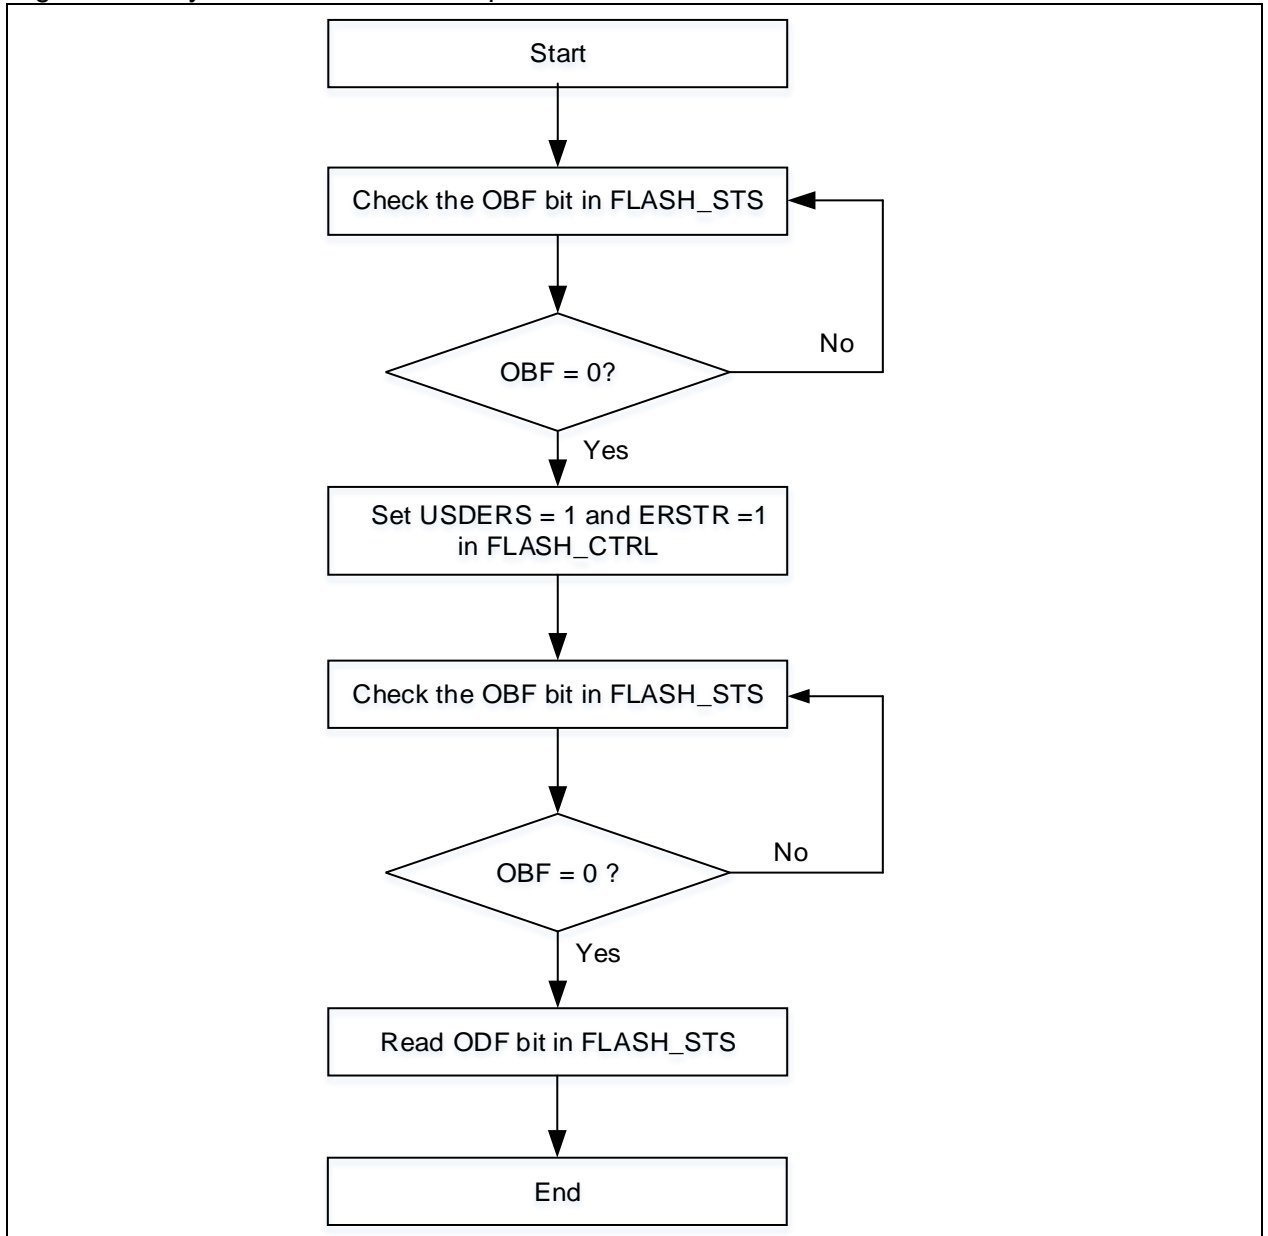 Start
Check the OBF bit in FLASH_STS
No
OBF = 0?
Yes
Set USDERS = 1 and ERSTR =1
in FLASH_CTRL
Check the OBF bit in FLASH_STS
No
OBF = 0 ?
Yes
Read ODF bit in FLASH_STS
End